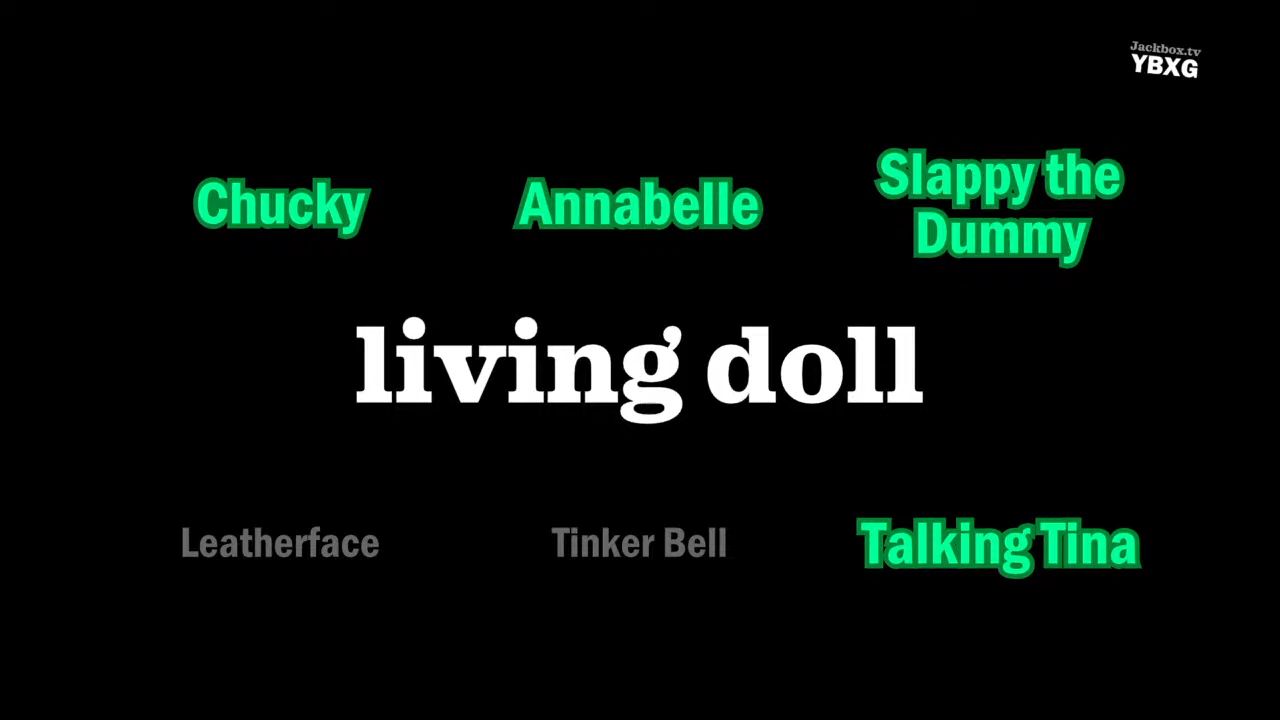 Jackbox.tv
YBXG
Chucky
Annabelle
Slappy the
Dummy
living doll
Leatherface
Tinker Bell
Talking Tina